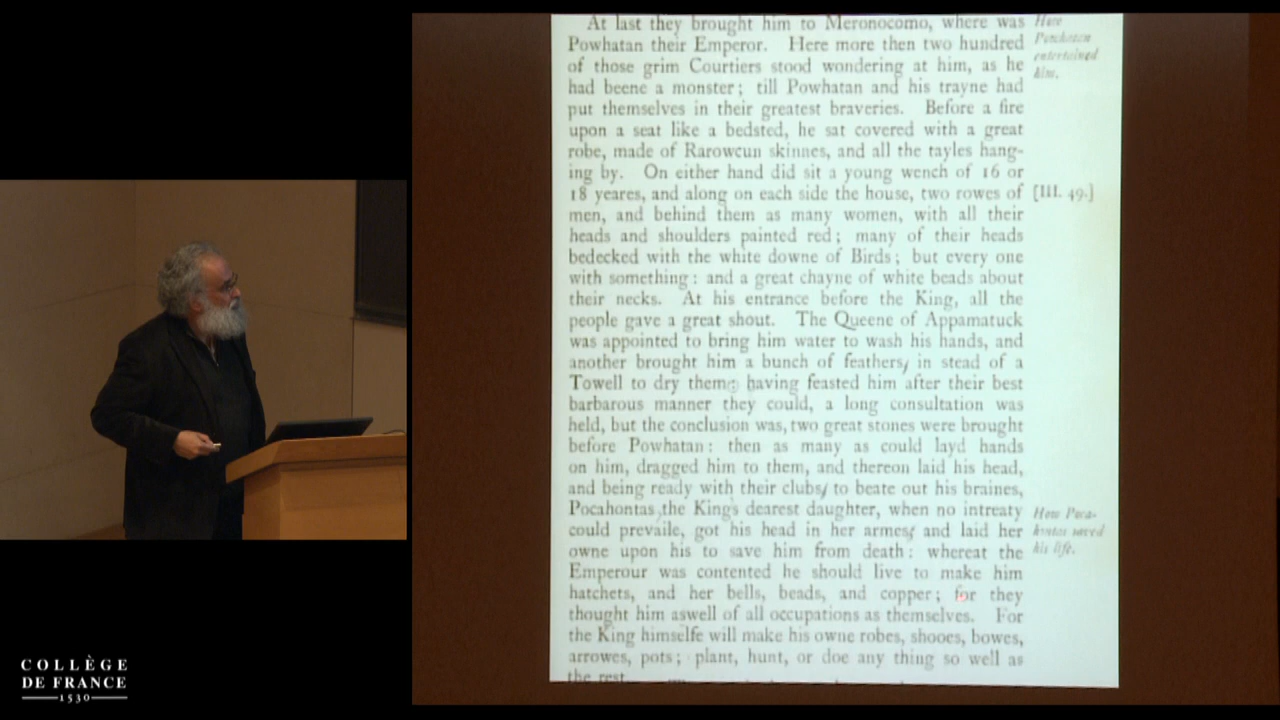 At last they brought him to Meronocomo, where was
Powhatan their Emperor. Here more then two hundred
of those grim Courtiers stood wondering at him, as he
had beene a monster; till Powhatan and his trayne had
put themselves in their greatest braveries. Before a fire
upon a seat like a bedsted, he sat covered with a great
robe, made of Rarowcun skinnes, and all the tayles hang-
ing by. On either hand did sit a young wench of 16 or
18 yeares, and along on each side the house, two rowes of
men, and behind them as many women, with all their
heads and shoulders painted red; many of their heads
bedecked with the white downe of Birds; but every one
with something: and a great chayne of white beads about
their necks. At his entrance before the King, all the
people gave a great shout. The Queene of Appamatuck
was appointed to bring him water to wash his hands, and
another brought him a bunch of feathers, in stead of a
Towell to dry them: having feasted him after their best
barbarous manner they could, a long consultation was
held, but the conclusion was, two great stones were brought
before Powhatan: then as many as could layd hands
on him, dragged him to them, and thereon laid his head,
and being ready with their clubs, to beate out his braines,
Pocahontas the King's dearest daughter, when no intreaty
could prevaile, got his head in her armes, and laid her
owne upon his to save him from death: whereat the
Emperour was contented he should live to make him
hatchets, and her bells, beads, and copper; for they
thought him aswell of all occupations as themselves. For
the King himselfe will make his owne robes, shooes, bowes,
arrowes, pots; plant, hunt, or doe any thing so well as
the rest.
How
Powhatan
entertained
him.
[III. 49.]
How Poca-
hontas saved
his life.
COLLÈGE
DE FRANCE
1530